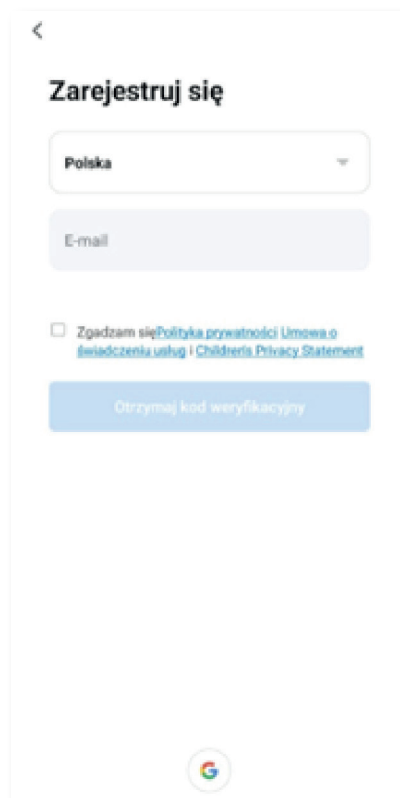 Zarejestruj się
Polska
E-mail
Zgadzam sięPolityka prywatności Umowa o
świadczeniu usług i Children's Privacy Statement
Otrzymaj kod weryfikacyjny